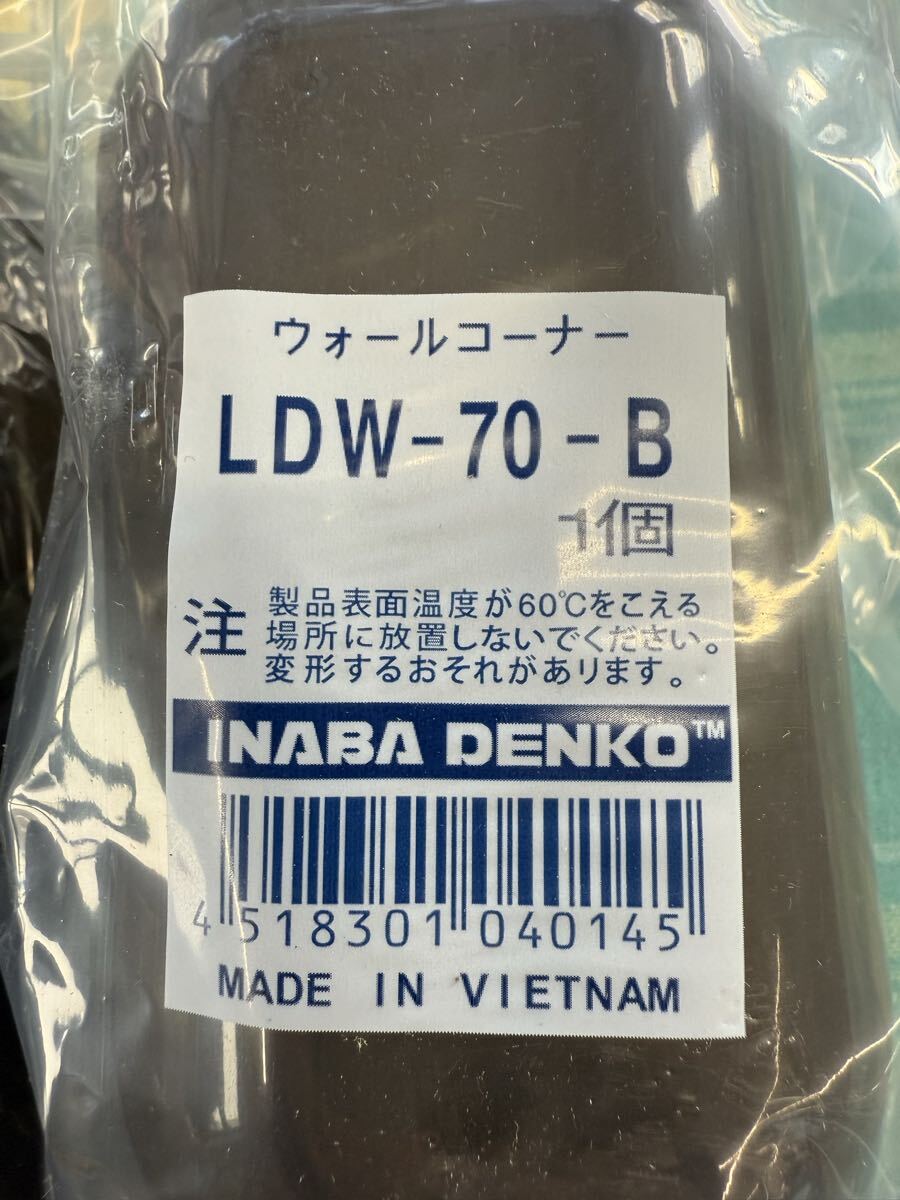 ウォールコーナー
LDW-70-B
1個
注 製品表面温度が60℃をこえる
場所に放置しないでください。
変形するおそれがあります。
INABA DENKO™
4 518301 040145
MADE IN VIETNAM